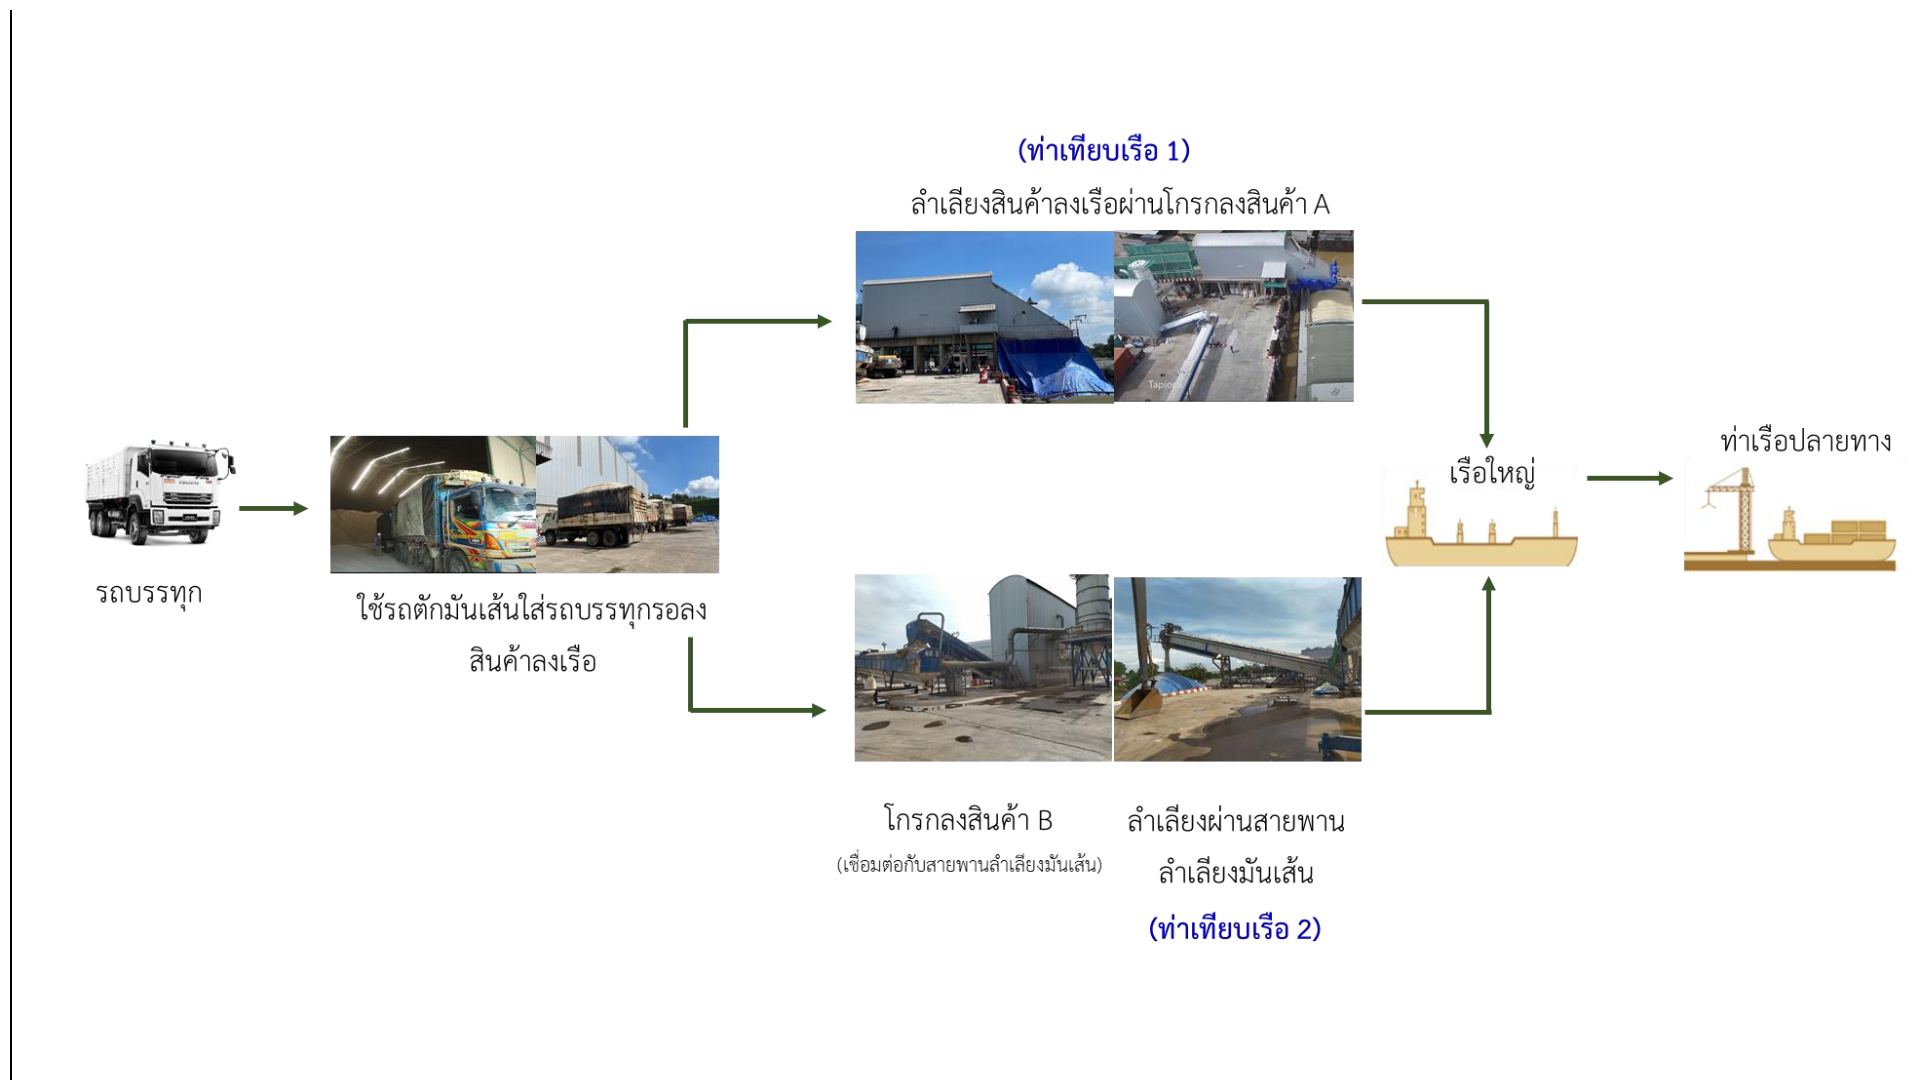 (ท่าเทียบเรือ 1)
ลำเลียงสินค้าลงเรือผ่านโกรกลงสินค้า A
รถบรรทุก
ใช้รถตักมันเส้นใส่รถบรรทุกรอลง
สินค้าลงเรือ
โกรกลงสินค้า B
(เชื่อมต่อกับสายพานลำเลียงมันเส้น)
ลำเลียงผ่านสายพาน
ลำเลียงมันเส้น
(ท่าเทียบเรือ 2)
เรือใหญ่
ท่าเรือปลายทาง